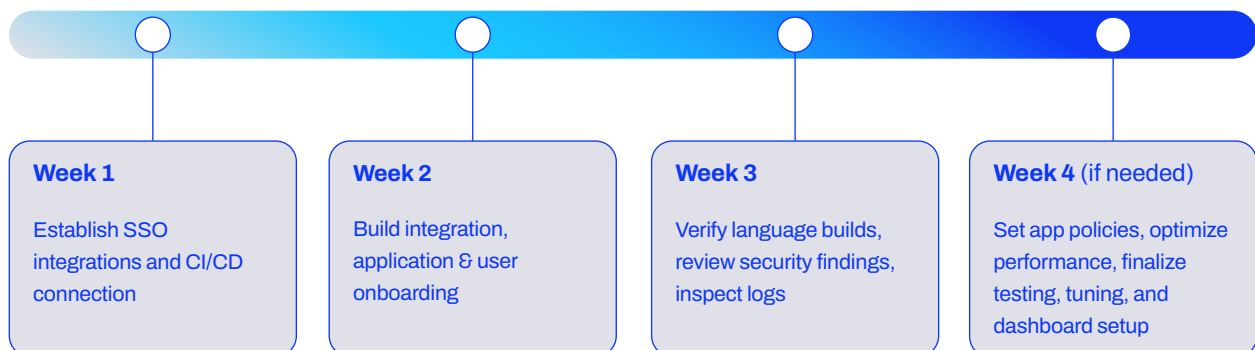 Week 1
Establish SSO
integrations and CI/CD
connection
Week 2
Build integration,
application & user
onboarding
Week 3
Verify language builds,
review security findings,
inspect logs
Week 4 (if needed)
Set app policies, optimize
performance, finalize
testing, tuning, and
dashboard setup